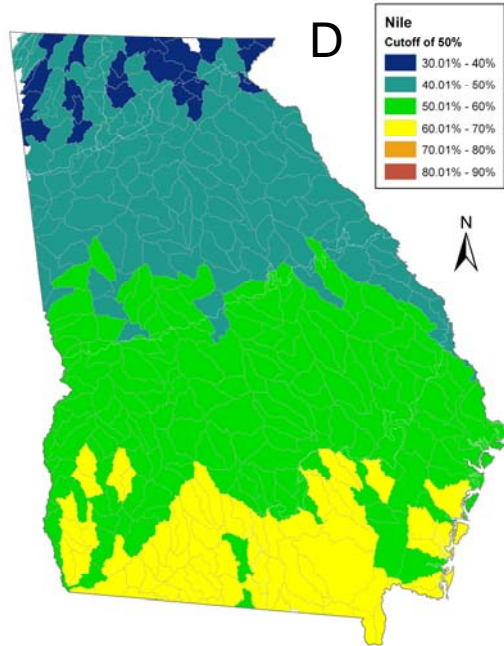 D
Nile
Cutoff of 50%
30.01% - 40%
40.01% - 50%
50.01% - 60%
60.01% - 70%
70.01% - 80%
80.01% - 90%
N